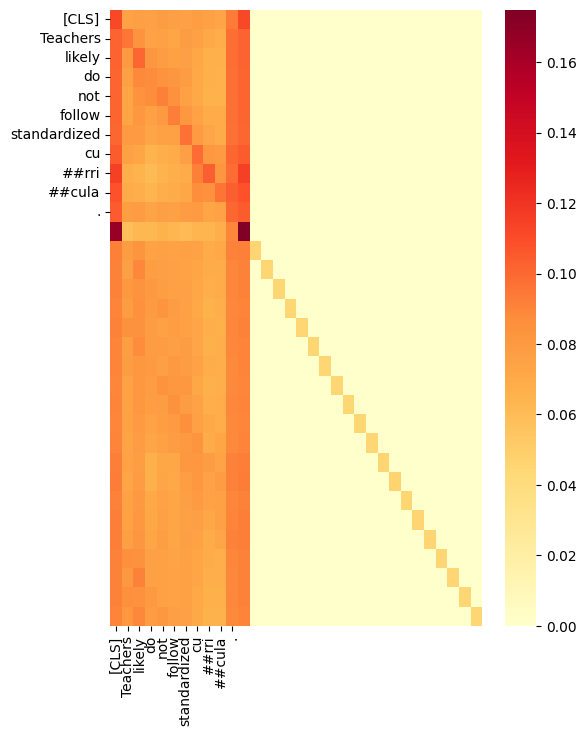 [CLS]
Teachers
likely
do
not
follow
standardized
cu
##rri
##cula
.
0.16
0.14
0.12
0.10
0.08
0.06
0.04
0.02
0.00
[CLS]
Teachers
likely
do
not
follow
standardized
cu
##rri
##cula
.